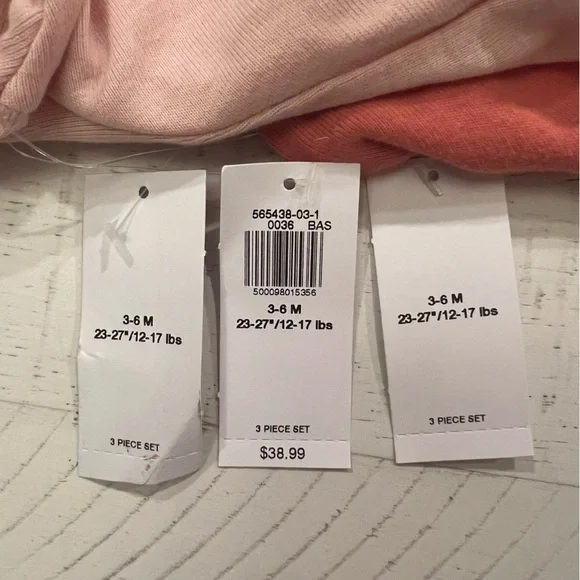 3-6 M
23-27"/12-17 lbs
3 PIECE SET
565438-03-1
0036 BAS
500098015356
3-6 M
23-27"/12-17 lbs
3 PIECE SET
$38.99
3-6 M
23-27"/12-17 lbs
3 PIECE SET